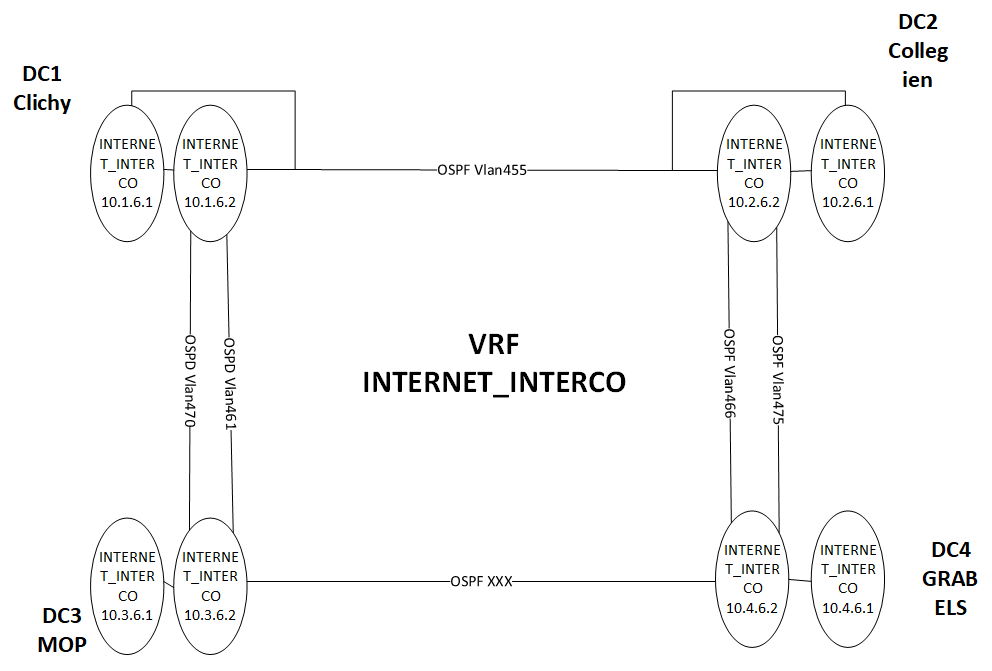 DC1
Clichy
DC2
Colleg
ien
INTERNE
T_INTER
CO
10.1.6.1
INTERNE
T_INTER
CO
10.1.6.2
OSPF Vlan455
INTERNE
T_INTER
CO
10.2.6.2
INTERNE
T_INTER
CO
10.2.6.1
OSPD Vlan470
OSPD Vlan461
VRF
INTERNET_INTERCO
OSPF Vlan466
OSPF Vlan475
DC3
MOP
INTERNE
T_INTER
CO
10.3.6.1
INTERNE
T_INTER
CO
10.3.6.2
OSPF XXX
INTERNE
T_INTER
CO
10.4.6.2
INTERNE
T_INTER
CO
10.4.6.1
DC4
GRAB
ELS